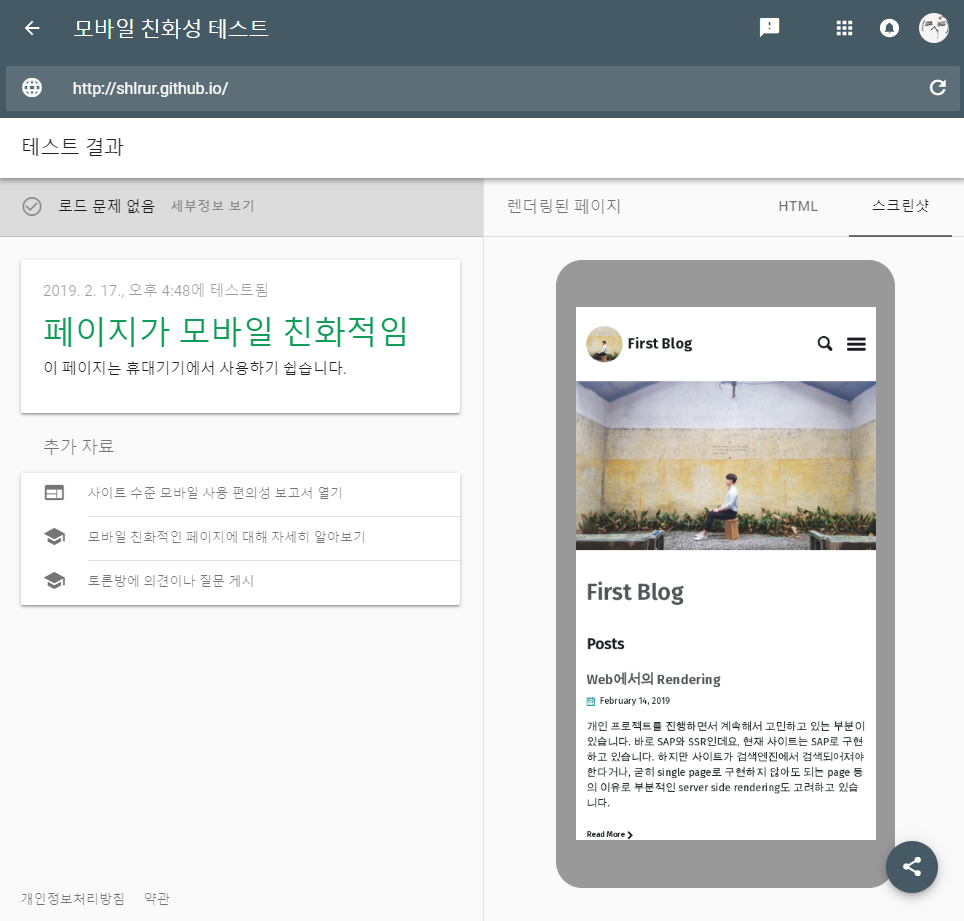 모바일 친화성 테스트
http://shlrur.github.io/
테스트 결과
로드 문제 없음 세부정보 보기
렌더링된 페이지 HTML 스크린샷
2019. 2. 17., 오후 4:48에 테스트됨
페이지가 모바일 친화적임
이 페이지는 휴대기기에서 사용하기 쉽습니다.
추가 자료
사이트 수준 모바일 사용 편의성 보고서 열기
모바일 친화적인 페이지에 대해 자세히 알아보기
토론방에 의견이나 질문 게시
First Blog
First Blog
Posts
Web에서의 Rendering
February 14, 2019
개인 프로젝트를 진행하면서 계속해서 고민하고 있는 부분이
있습니다. 바로 SAP와 SSR인데요, 현재 사이트는 SAP로 구현
하고 있습니다. 하지만 사이트가 검색엔진에서 검색되어져야
한다거나, 굳히 single page로 구현하지 않아도 되는 page 등
의 이유로 부분적인 server side rendering도 고려하고 있습
니다.
Read More
개인정보처리방침 약관